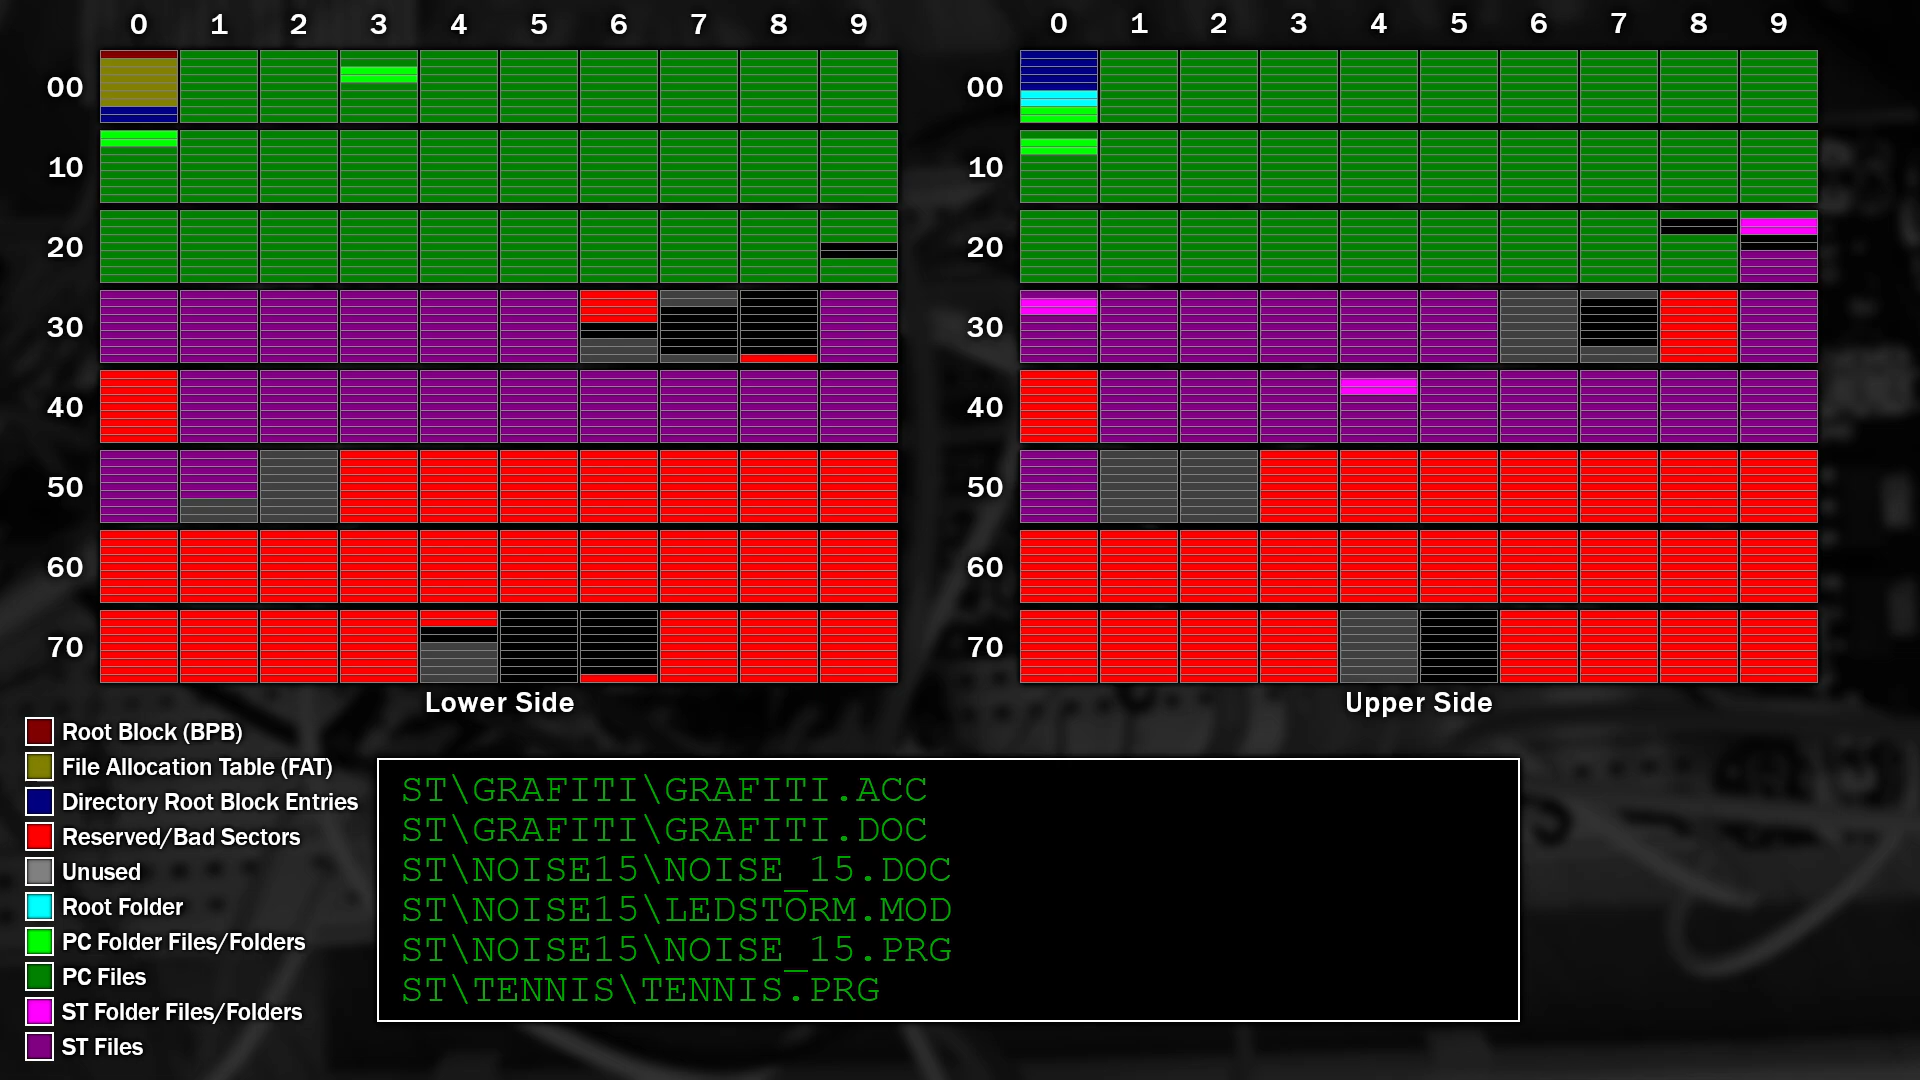 0 1 2 3 4 5 6 7 8 9
0 1 2 3 4 5 6 7 8 9
00
00
10
10
20
20
30
30
40
40
50
50
60
60
70
70
Lower Side
Upper Side
Root Block (BPB)
File Allocation Table (FAT)
Directory Root Block Entries
Reserved/Bad Sectors
Unused
Root Folder
PC Folder Files/Folders
PC Files
ST Folder Files/Folders
ST Files
ST\GRAFITI\GRAFITI.ACC
ST\GRAFITI\GRAFITI.DOC
ST\NOISE15\NOISE_15.DOC
ST\NOISE15\LEDSTORM.MOD
ST\NOISE15\NOISE_15.PRG
ST\TENNIS\TENNIS.PRG